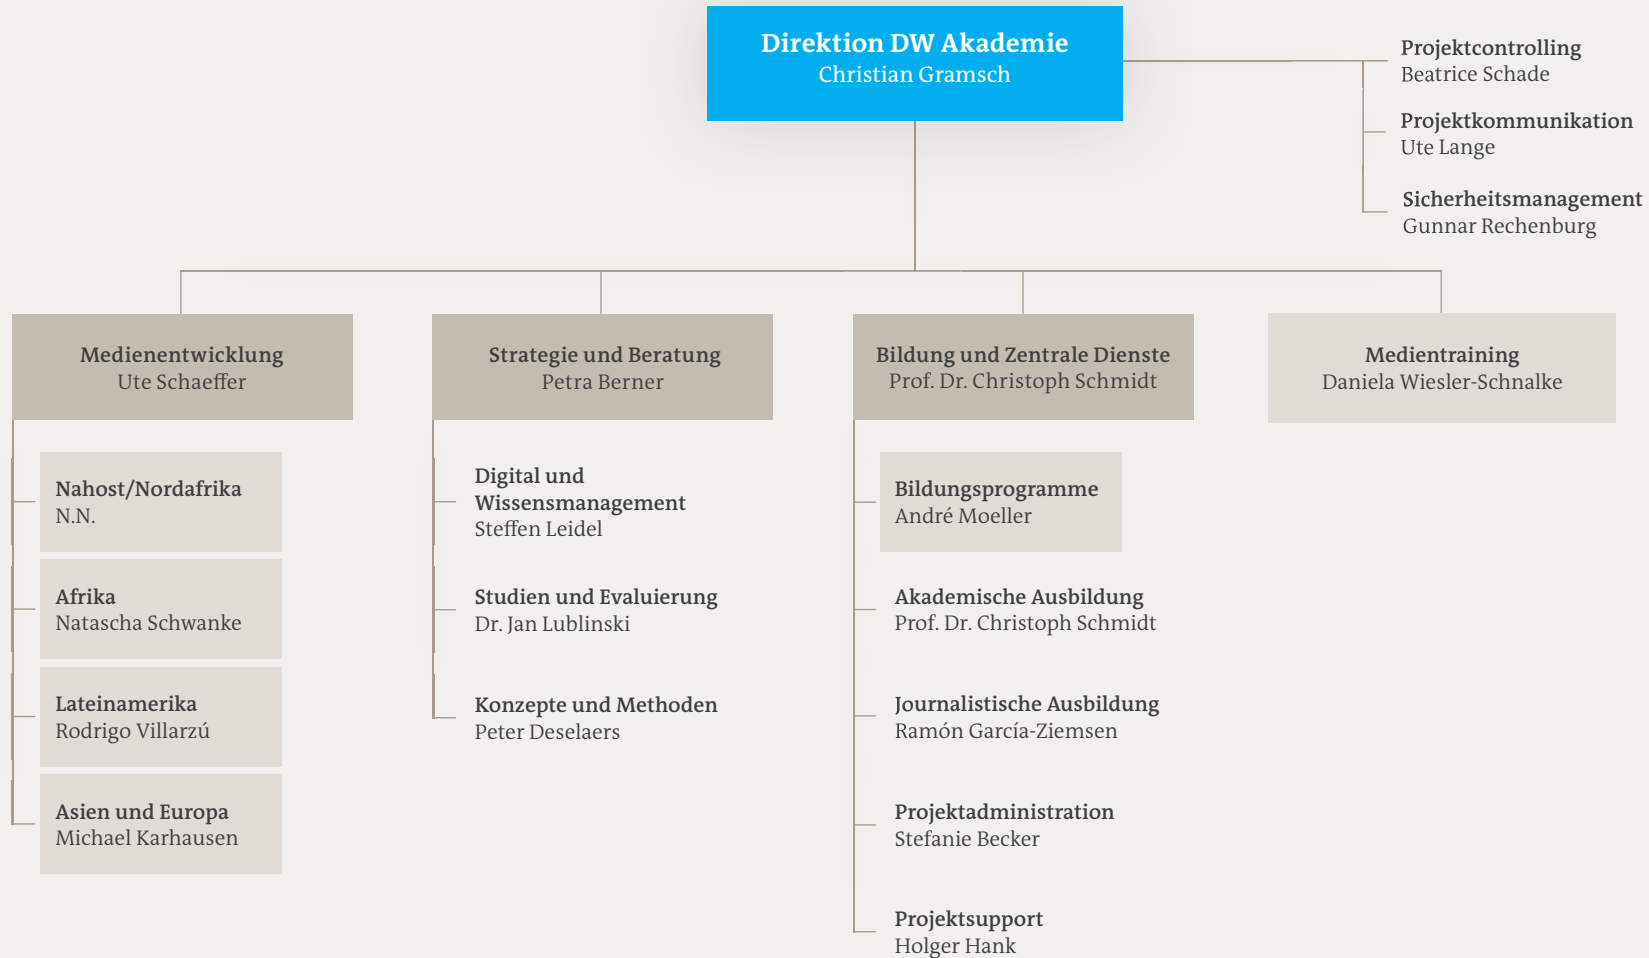 Direktion DW Akademie
Christian Gramsch
Projektcontrolling
Beatrice Schade
Projektkommunikation
Ute Lange
Sicherheitsmanagement
Gunnar Rechenburg
Medienentwicklung
Ute Schaeffer
Nahost/Nordafrika
N.N.
Afrika
Natascha Schwanke
Lateinamerika
Rodrigo Villarzú
Asien und Europa
Michael Karhausen
Strategie und Beratung
Petra Berner
Digital und
Wissensmanagement
Steffen Leidel
Studien und Evaluierung
Dr. Jan Lublinski
Konzepte und Methoden
Peter Deselaers
Bildung und Zentrale Dienste
Prof. Dr. Christoph Schmidt
Bildungsprogramme
André Moeller
Akademische Ausbildung
Prof. Dr. Christoph Schmidt
Journalistische Ausbildung
Ramón García-Ziemsen
Projektadministration
Stefanie Becker
Projektsupport
Holger Hank
Medientraining
Daniela Wiesler-Schnalke